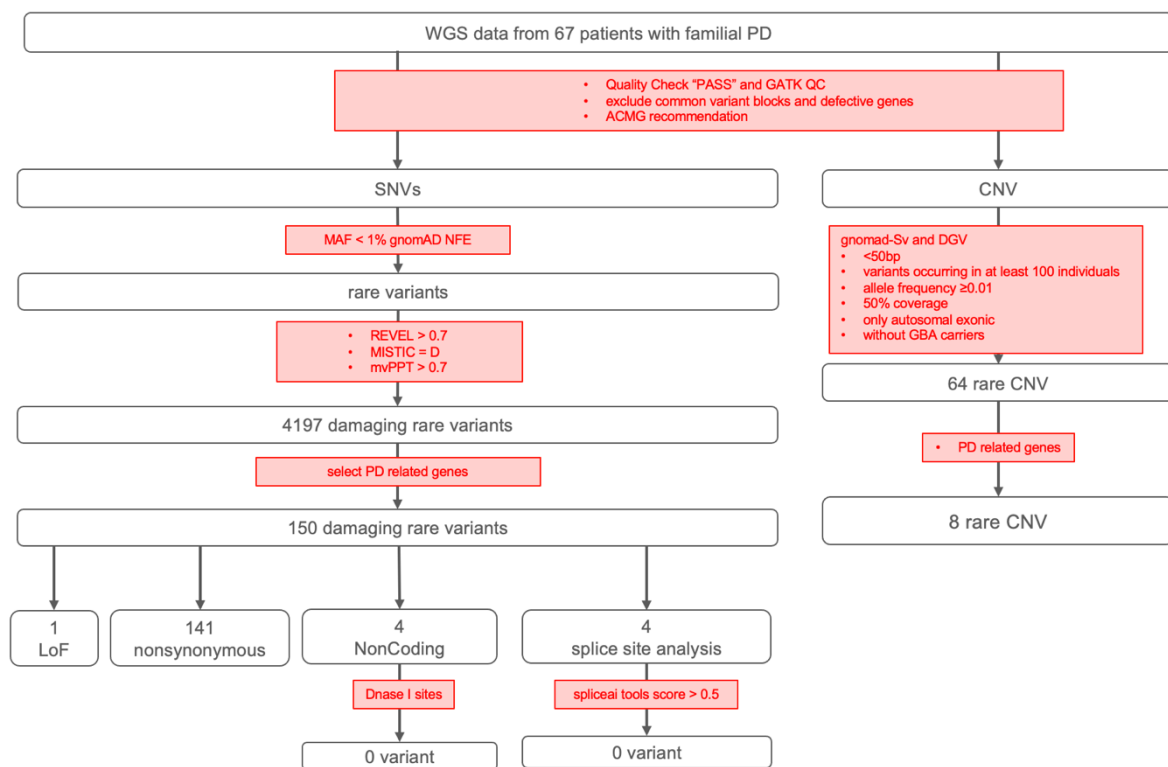 WGS data from 67 patients with familial PD
• Quality Check “PASS” and GATK QC
• exclude common variant blocks and defective genes
• ACMG recommendation
SNVs
CNV
MAF < 1% gnomAD NFE
gnomad-Sv and DGV
• <50bp
• variants occurring in at least 100 individuals
• allele frequency ≥0.01
• 50% coverage
• only autosomal exonic
• without GBA carriers
rare variants
• REVEL > 0.7
• MISTIC = D
• mvPPT > 0.7
64 rare CNV
4197 damaging rare variants
• PD related genes
select PD related genes
150 damaging rare variants
8 rare CNV
1
LoF
141
nonsynonymous
4
NonCoding
4
splice site analysis
Dnase I sites
spliceai tools score > 0.5
0 variant
0 variant